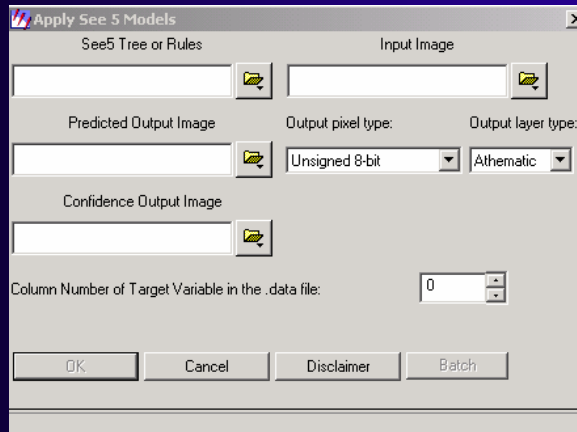 Apply See 5 Models
See5 Tree or Rules
Input Image
Predicted Output Image
Output pixel type:
Output layer type:
Unsigned 8-bit
Athematic
Confidence Output Image
Column Number of Target Variable in the .data file:
0
OK
Cancel
Disclaimer
Batch